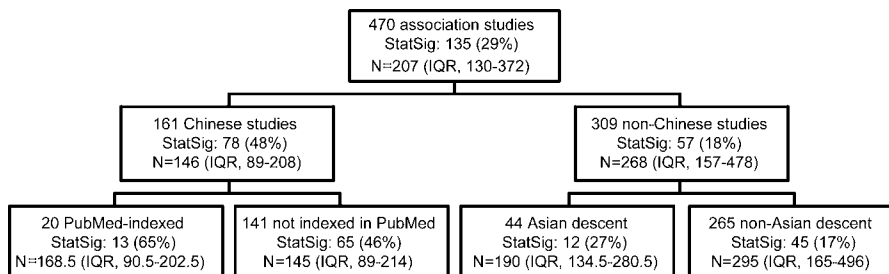 470 association studies
StatSig: 135 (29%)
N=207 (IQR, 130-372)
161 Chinese studies
StatSig: 78 (48%)
N=146 (IQR, 89-208)
309 non-Chinese studies
StatSig: 57 (18%)
N=268 (IQR, 157-478)
20 PubMed-indexed
StatSig: 13 (65%)
N=168.5 (IQR, 90.5-202.5)
141 not indexed in PubMed
StatSig: 65 (46%)
N=145 (IQR, 89-214)
44 Asian descent
StatSig: 12 (27%)
N=190 (IQR, 134.5-280.5)
265 non-Asian descent
StatSig: 45 (17%)
N=295 (IQR, 165-496)